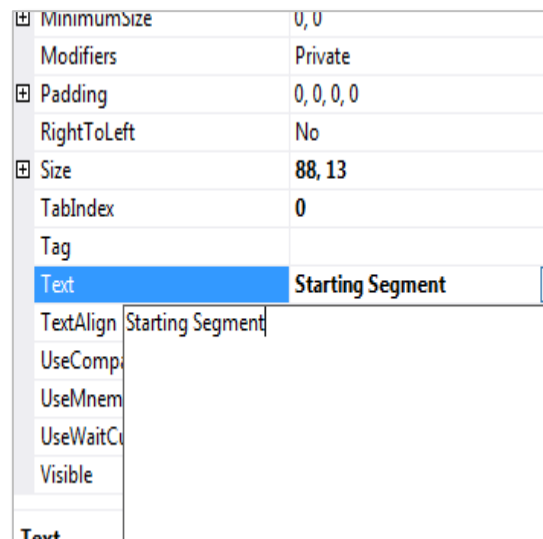 MinimumSize 0, 0
Modifiers Private
Padding 0, 0, 0, 0
RightToLeft No
Size 88, 13
TabIndex 0
Tag
Text Starting Segment
TextAlign Starting Segment
UseCompa
UseMnem
UseWaitCu
Visible
Text